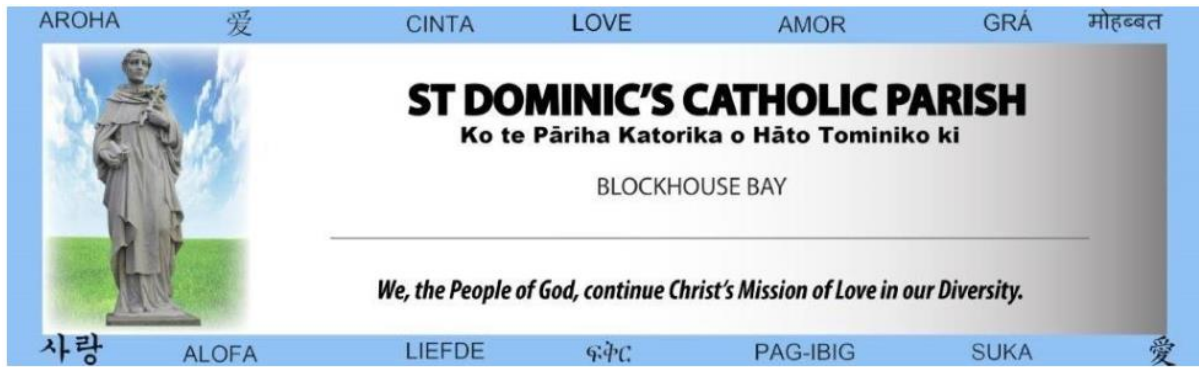 AROHA 爱 CINTA LOVE AMOR GRÁ मोहब्बत
ST DOMINIC'S CATHOLIC PARISH
Ko te Pāriha Katorika o Hāto Tominiko ki
BLOCKHOUSE BAY
We, the People of God, continue Christ's Mission of Love in our Diversity.
사랑 ALOFA LIEFDE ፍቅር PAG-IBIG SUKA 愛